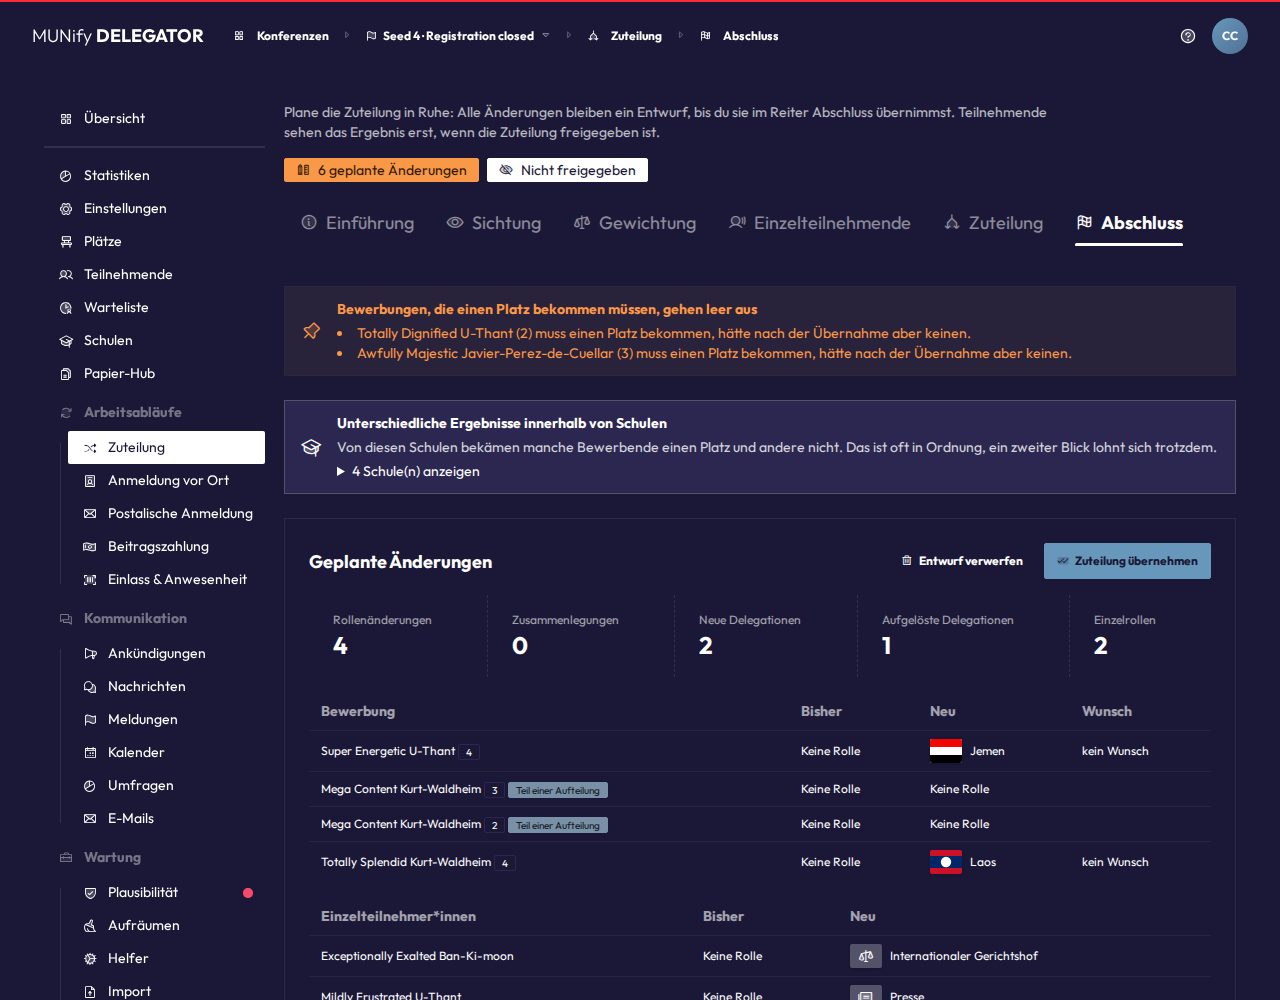 MUNify DELEGATOR
Konferenzen
Seed 4 · Registration closed
Zuteilung
Abschluss
CC
Übersicht
Statistiken
Einstellungen
Plätze
Teilnehmende
Warteliste
Schulen
Papier-Hub
Arbeitsabläufe
Zuteilung
Anmeldung vor Ort
Postalische Anmeldung
Beitragszahlung
Einlass & Anwesenheit
Kommunikation
Ankündigungen
Nachrichten
Meldungen
Kalender
Umfragen
E-Mails
Wartung
Plausibilität
Aufräumen
Helfer
Import
Plane die Zuteilung in Ruhe: Alle Änderungen bleiben ein Entwurf, bis du sie im Reiter Abschluss übernimmst. Teilnehmende
sehen das Ergebnis erst, wenn die Zuteilung freigegeben ist.
6 geplante Änderungen
Nicht freigegeben
Einführung
Sichtung
Gewichtung
Einzelteilnehmende
Zuteilung
Abschluss
Bewerbungen, die einen Platz bekommen müssen, gehen leer aus
• Totally Dignified U-Thant (2) muss einen Platz bekommen, hätte nach der Übernahme aber keinen.
• Awfully Majestic Javier-Perez-de-Cuellar (3) muss einen Platz bekommen, hätte nach der Übernahme aber keinen.
Unterschiedliche Ergebnisse innerhalb von Schulen
Von diesen Schulen bekämen manche Bewerbende einen Platz und andere nicht. Das ist oft in Ordnung, ein zweiter Blick lohnt sich trotzdem.
4 Schule(n) anzeigen
Geplante Änderungen
Entwurf verwerfen
Zuteilung übernehmen
Rollenänderungen
4
Zusammenlegungen
0
Neue Delegationen
2
Aufgelöste Delegationen
1
Einzelrollen
2
Bewerbung Bisher Neu Wunsch
Super Energetic U-Thant 4 Keine Rolle Jemen kein Wunsch
Mega Content Kurt-Waldheim 3 Teil einer Aufteilung Keine Rolle Keine Rolle
Mega Content Kurt-Waldheim 2 Teil einer Aufteilung Keine Rolle Keine Rolle
Totally Splendid Kurt-Waldheim 4 Keine Rolle Laos kein Wunsch
Einzelteilnehmer*innen Bisher Neu
Exceptionally Exalted Ban-Ki-moon Keine Rolle Internationaler Gerichtshof
Mildly Frustrated U-Thant Keine Rolle Presse